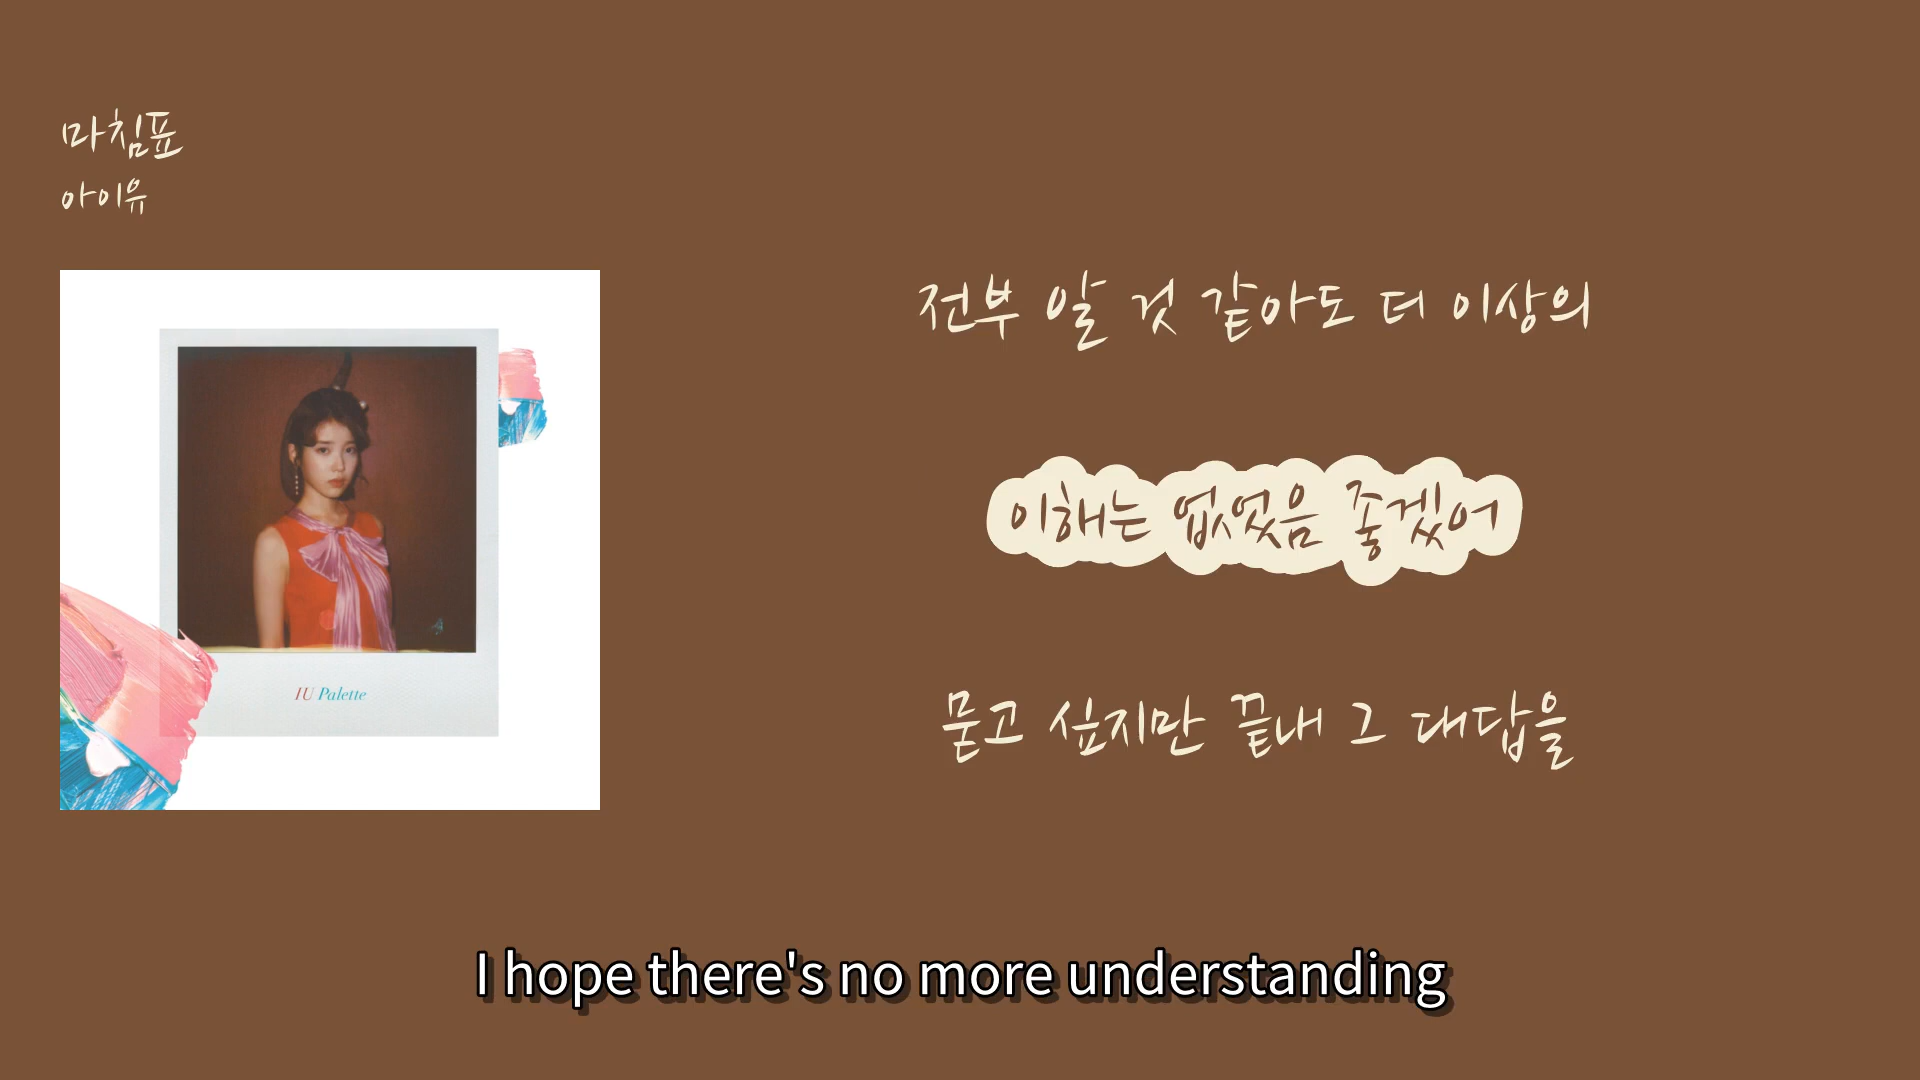 마침표
아이유
IU Palette
전부 알 것 같아도 더 이상의
이해는 없었음 좋겠어
묻고 싶지만 끝내 그 대답을
I hope there's no more understanding